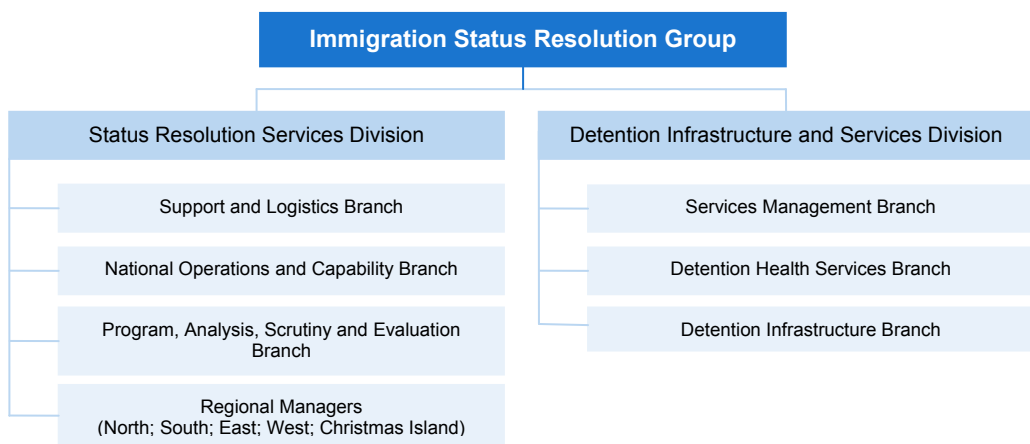 Immigration Status Resolution Group
Status Resolution Services Division
Support and Logistics Branch
National Operations and Capability Branch
Program, Analysis, Scrutiny and Evaluation
Branch
Regional Managers
(North; South; East; West; Christmas Island)
Detention Infrastructure and Services Division
Services Management Branch
Detention Health Services Branch
Detention Infrastructure Branch